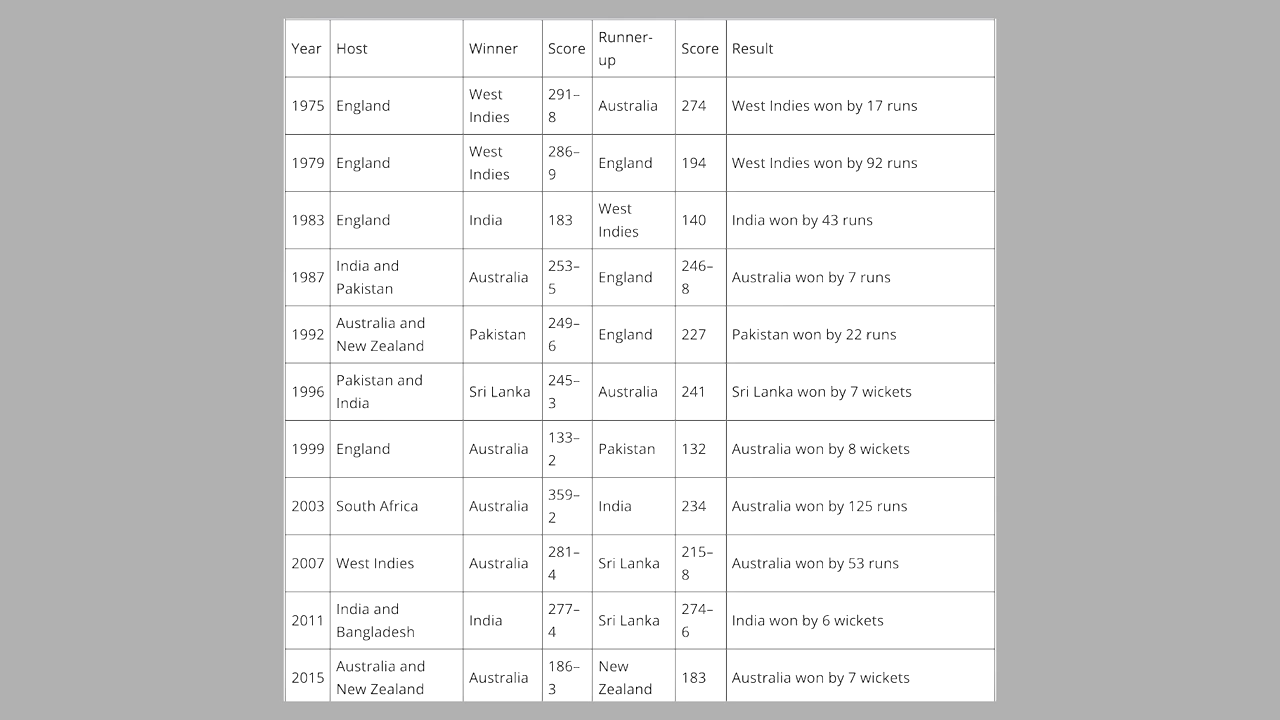 Year Host Winner Score Runner-up Score Result
1975 England West Indies 291–8 Australia 274 West Indies won by 17 runs
1979 England West Indies 286–9 England 194 West Indies won by 92 runs
1983 England India 183 West Indies 140 India won by 43 runs
1987 India and Pakistan Australia 253–5 England 246–8 Australia won by 7 runs
1992 Australia and New Zealand Pakistan 249–6 England 227 Pakistan won by 22 runs
1996 Pakistan and India Sri Lanka 245–3 Australia 241 Sri Lanka won by 7 wickets
1999 England Australia 133–2 Pakistan 132 Australia won by 8 wickets
2003 South Africa Australia 359–2 India 234 Australia won by 125 runs
2007 West Indies Australia 281–4 Sri Lanka 215–8 Australia won by 53 runs
2011 India and Bangladesh India 277–4 Sri Lanka 274–6 India won by 6 wickets
2015 Australia and New Zealand Australia 186–3 New Zealand 183 Australia won by 7 wickets